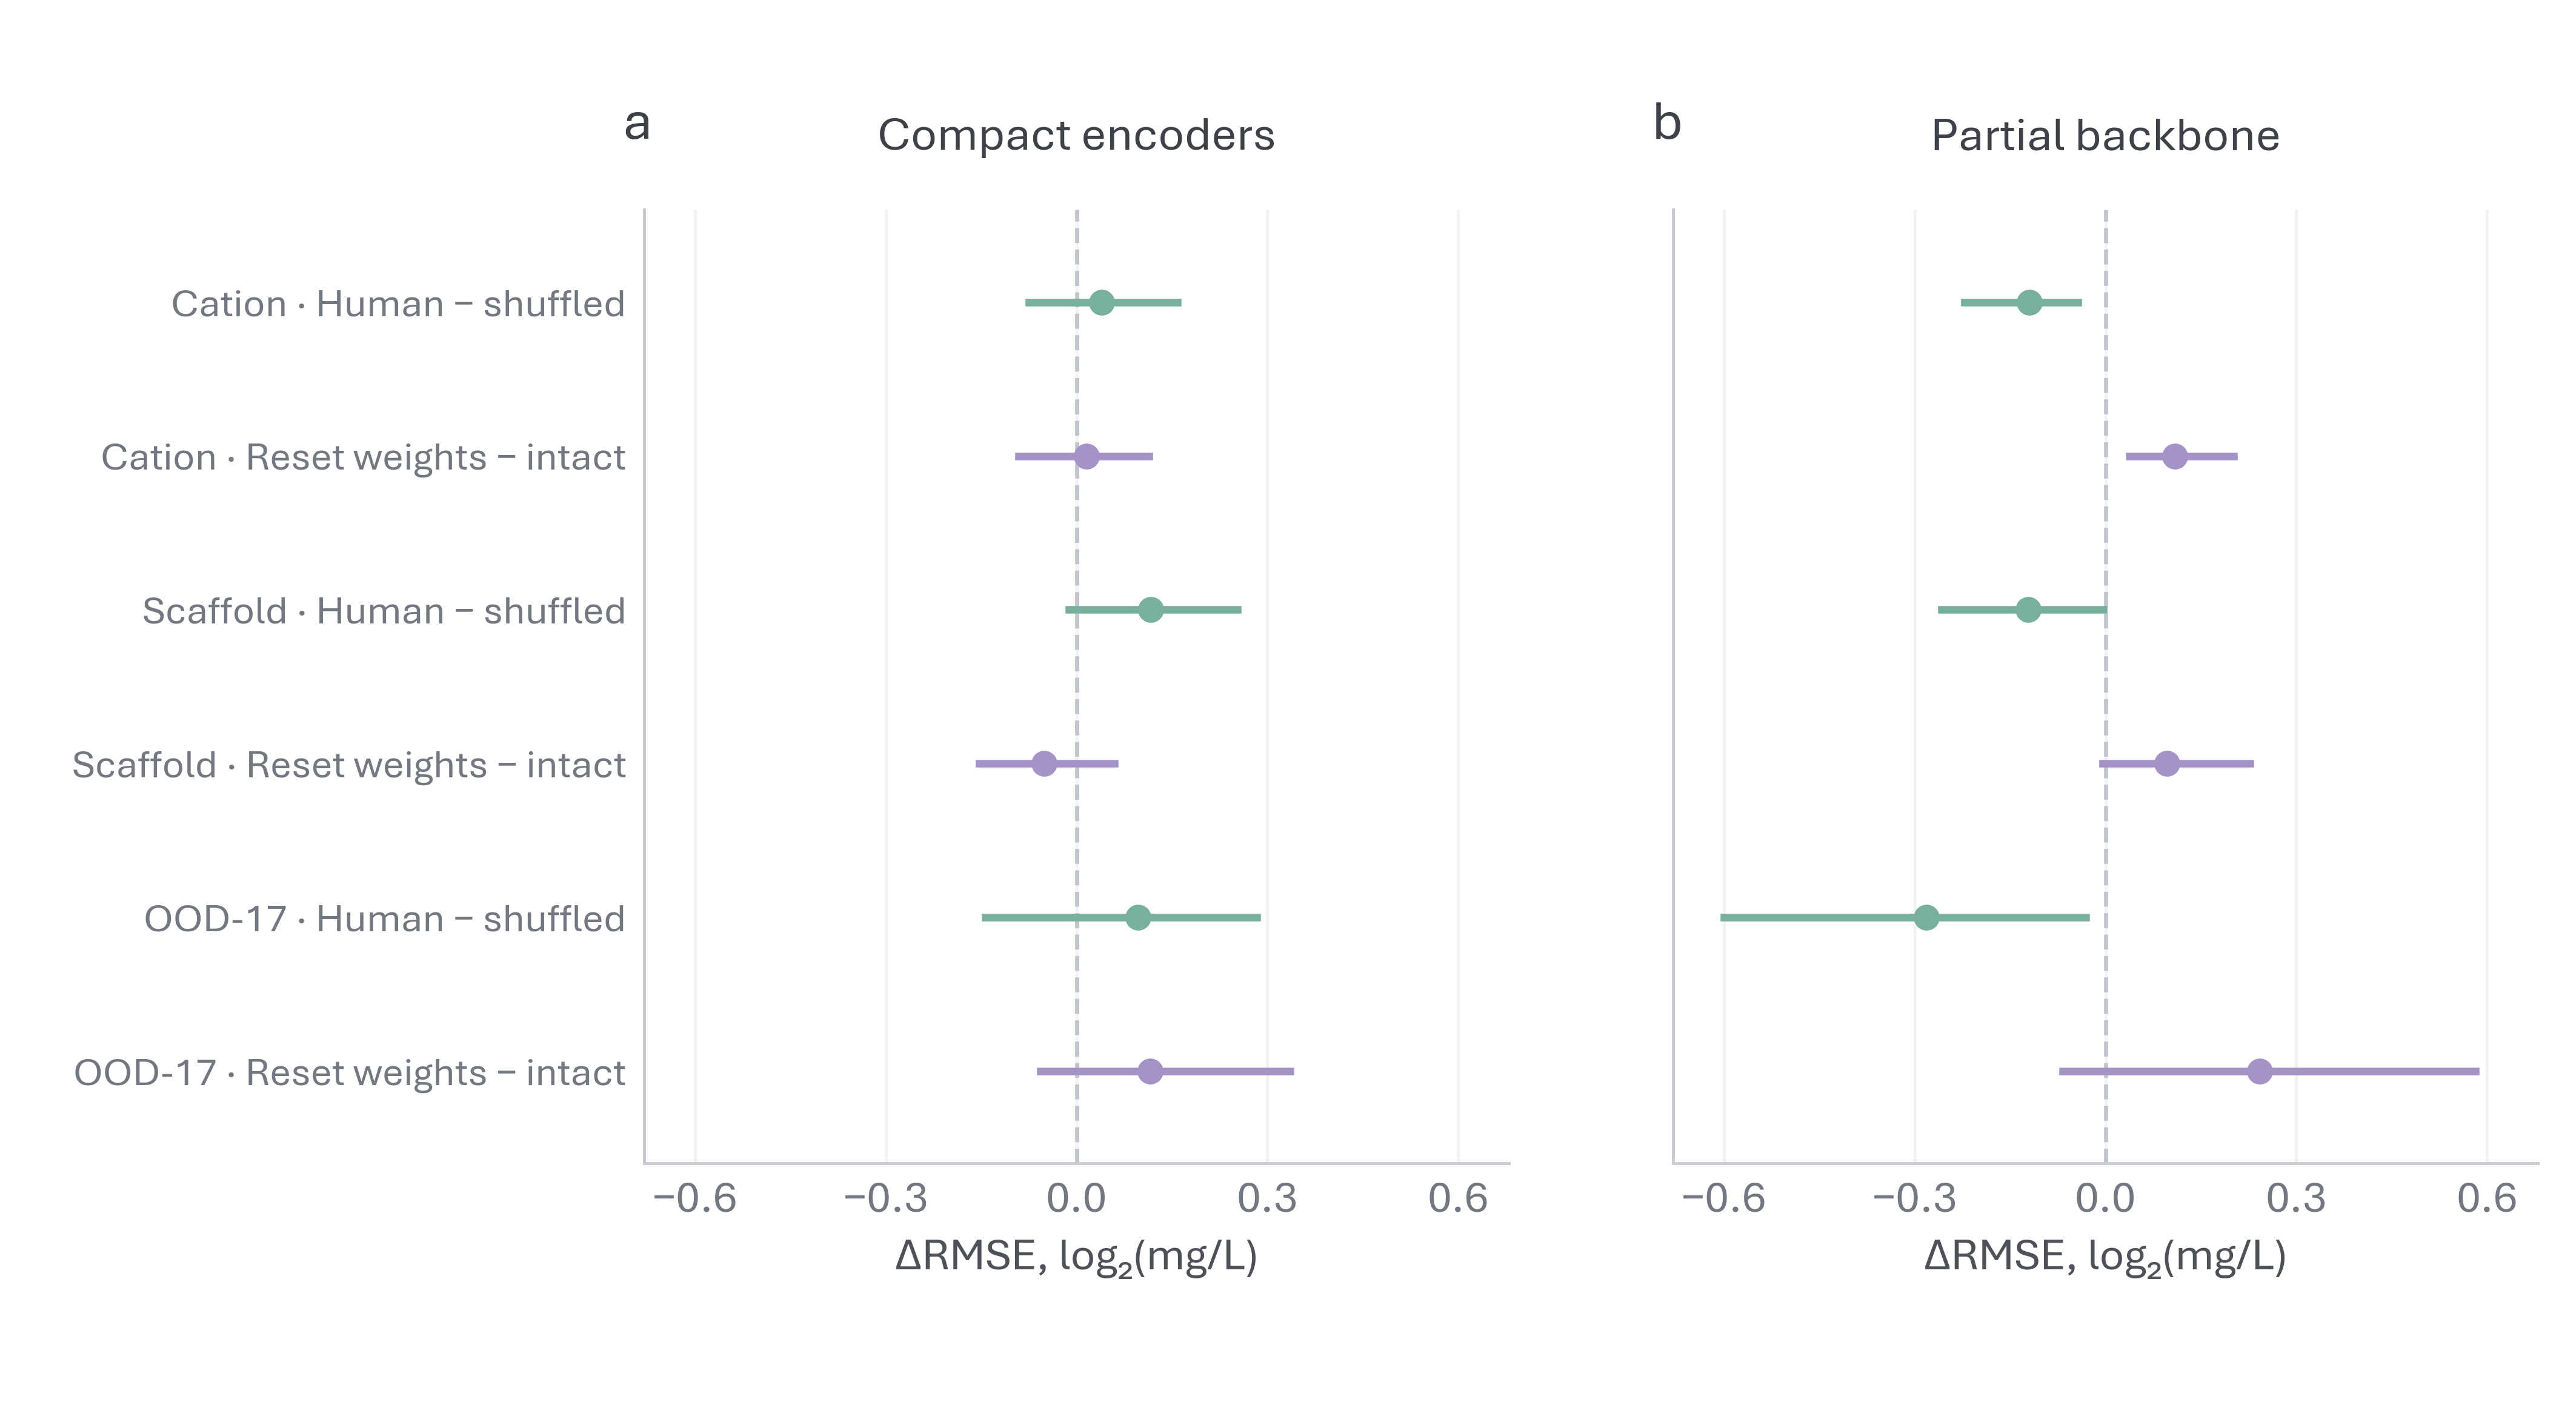 a
Compact encoders
b
Partial backbone
Cation · Human − shuffled
Cation · Reset weights − intact
Scaffold · Human − shuffled
Scaffold · Reset weights − intact
OOD-17 · Human − shuffled
OOD-17 · Reset weights − intact
−0.6 −0.3 0.0 0.3 0.6
ΔRMSE, log₂(mg/L)
−0.6 −0.3 0.0 0.3 0.6
ΔRMSE, log₂(mg/L)